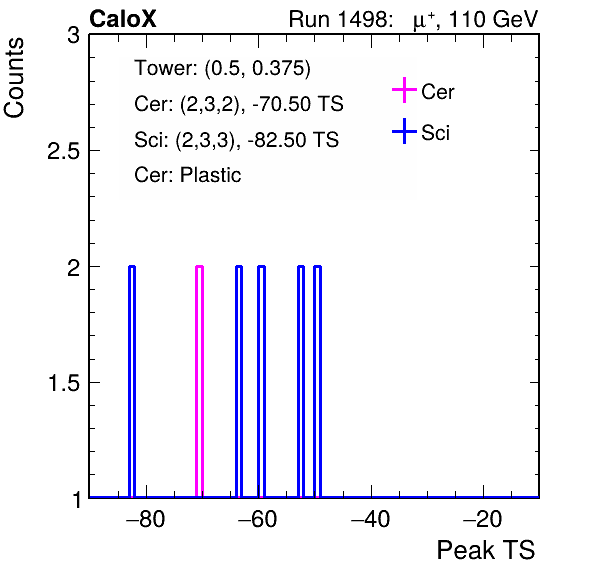 CaloX Run 1498: μ⁺, 110 GeV
Counts
3
2.5
2
1.5
1
Tower: (0.5, 0.375)
Cer: (2,3,2), -70.50 TS
Sci: (2,3,3), -82.50 TS
Cer: Plastic
Cer
Sci
−80 −60 −40 −20
Peak TS